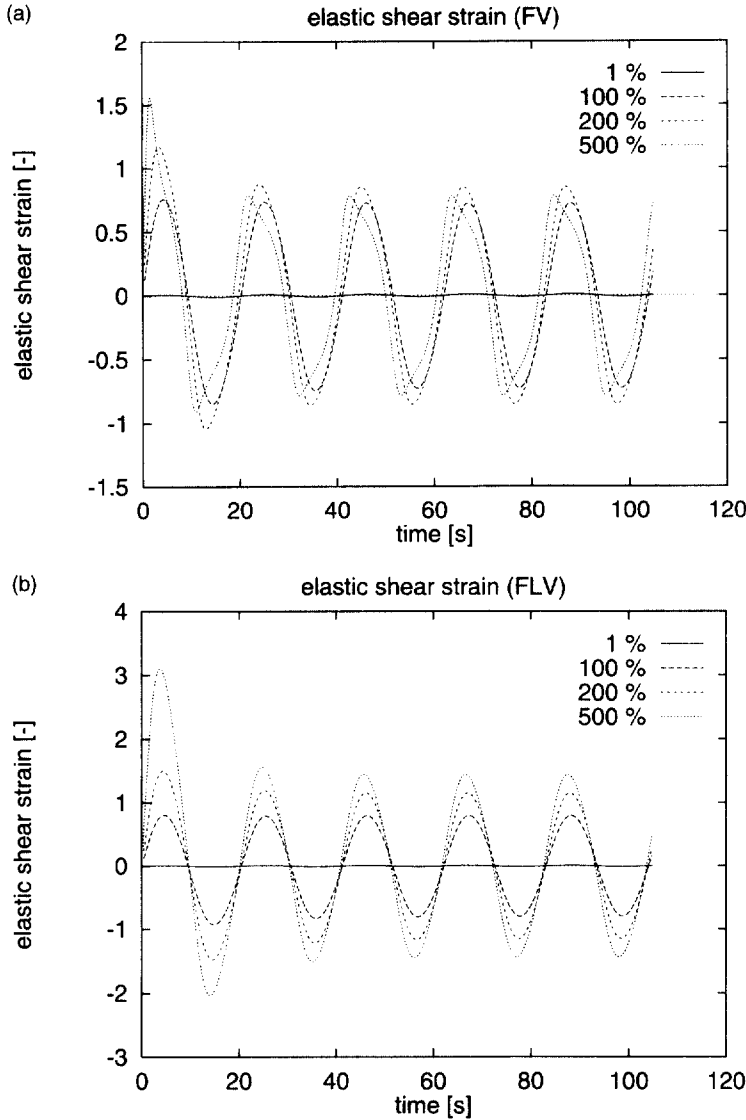 (a)
elastic shear strain (FV)
2
1.5
1
0.5
0
-0.5
-1
-1.5
elastic shear strain [-]
1 %
100 %
200 %
500 %
0 20 40 60 80 100 120
time [s]
(b)
elastic shear strain (FLV)
4
3
2
1
0
-1
-2
-3
elastic shear strain [-]
1 %
100 %
200 %
500 %
0 20 40 60 80 100 120
time [s]